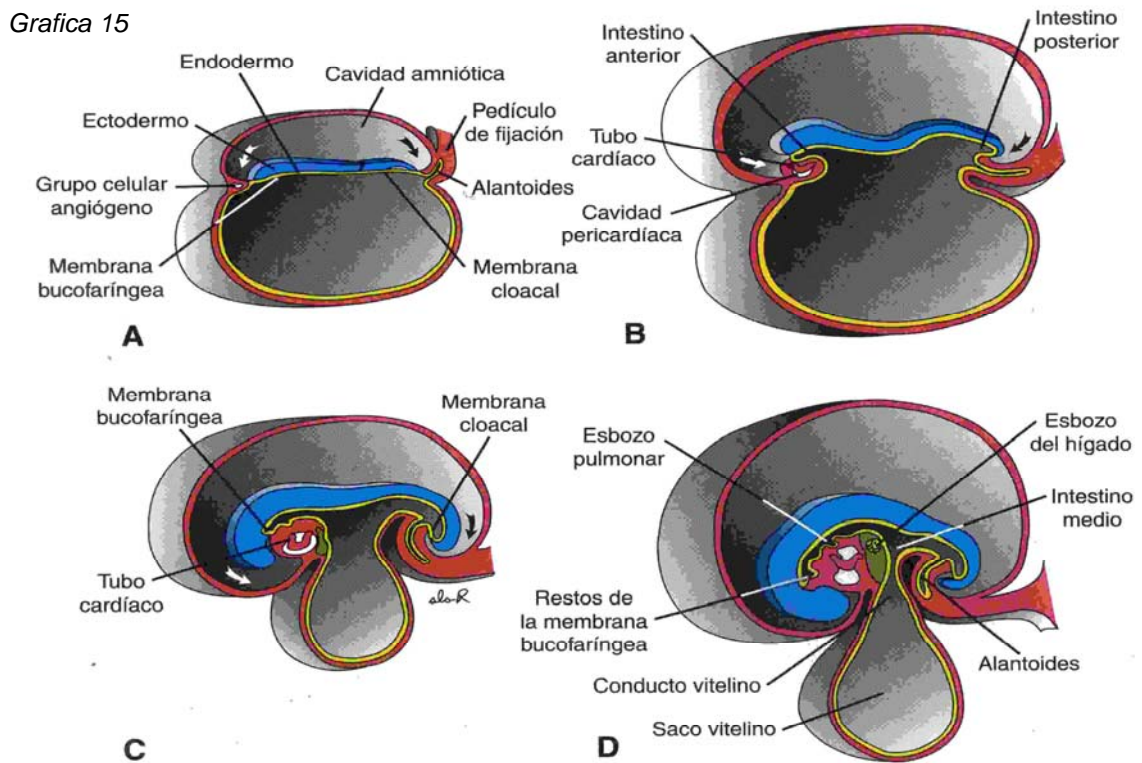 Grafica 15
Endodermo
Cavidad amniótica
Ectodermo
Pedículo
de fijación
Grupo celular
angiógeno
Alantoides
Membrana
bucofaríngea
Membrana
cloacal
A
Intestino
anterior
Intestino
posterior
Tubo
cardíaco
Cavidad
pericardíaca
B
Membrana
bucofaríngea
Membrana
cloacal
Tubo
cardíaco
C
Esbozo
pulmonar
Esbozo
del hígado
Intestino
medio
Restos de
la membrana
bucofaríngea
Alantoides
Conducto vitelino
Saco vitelino
D